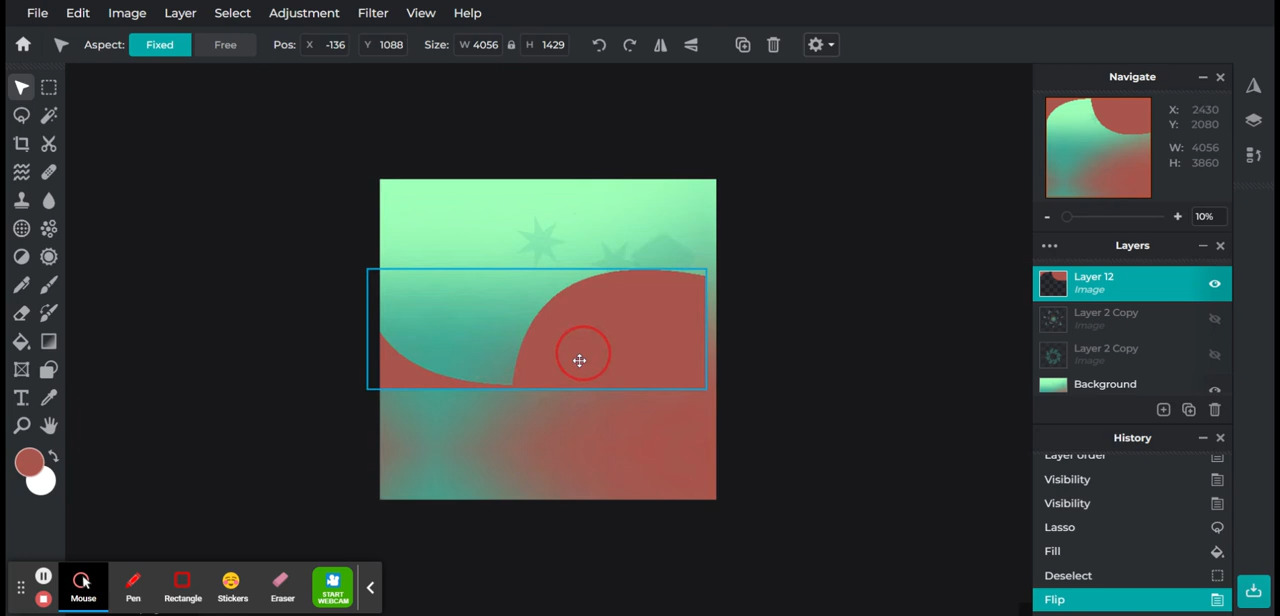 File Edit Image Layer Select Adjustment Filter View Help
Aspect: Fixed Free Pos: X -136 Y 1088 Size: W 4056 H 1429
Navigate
X: 2430
Y: 2080
W: 4056
H: 3860
- + 10%
Layers
Layer 12
Image
Layer 2 Copy
Image
Layer 2 Copy
Image
Background
History
Layer order
Visibility
Visibility
Lasso
Fill
Deselect
Flip
T
Mouse Pen Rectangle Stickers Eraser START
WEBCAM